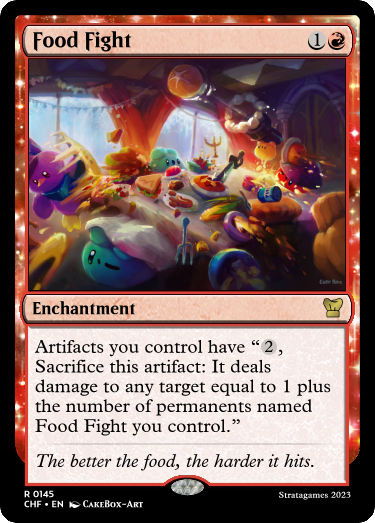 Food Fight 1
Enchantment
Artifacts you control have “2,
Sacrifice this artifact: It deals
damage to any target equal to 1 plus
the number of permanents named
Food Fight you control.”
The better the food, the harder it hits.
R 0145
Stratagames 2023
CHF • EN CakeBox-Art